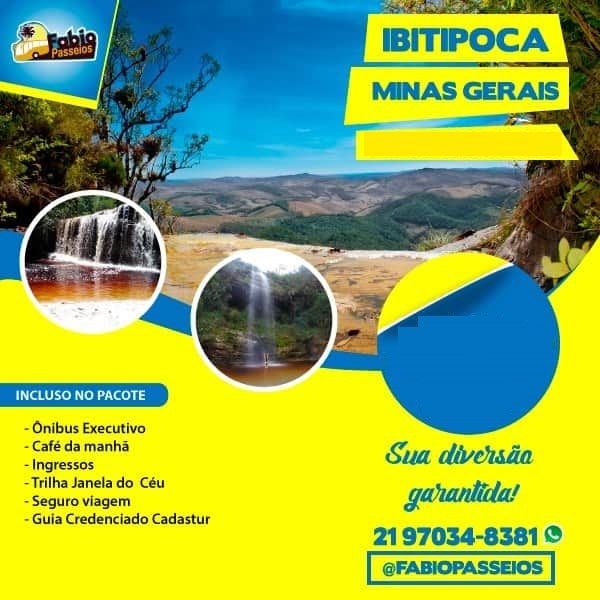 Fabio
Passeios
IBITIPOCA
MINAS GERAIS
INCLUSO NO PACOTE
- Ônibus Executivo
- Café da manhã
- Ingressos
- Trilha Janela do Céu
- Seguro viagem
- Guia Credenciado Cadastur
Sua diversão
garantida!
21 97034-8381
@FABIOPASSEIOS